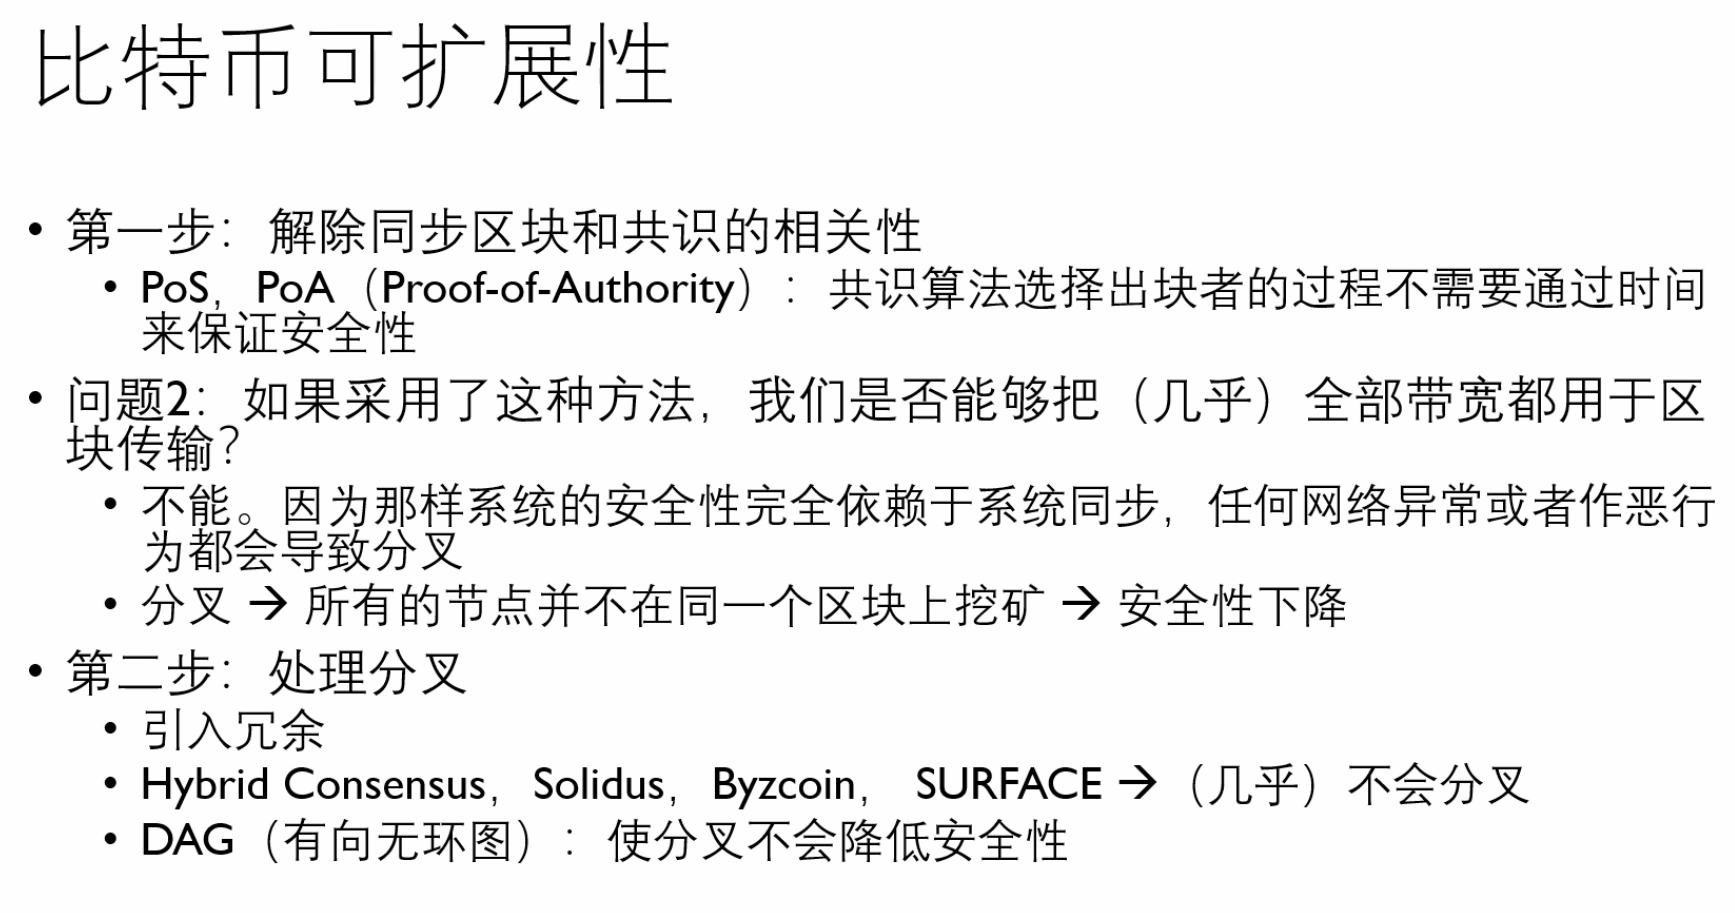 比特币可扩展性
• 第一步：解除同步区块和共识的相关性
• PoS，PoA（Proof-of-Authority）：共识算法选择出块者的过程不需要通过时间
来保证安全性
• 问题2：如果采用了这种方法，我们是否能够把（几乎）全部带宽都用于区
块传输？
• 不能。因为那样系统的安全性完全依赖于系统同步，任何网络异常或者作恶行
为都会导致分叉
• 分叉 → 所有的节点并不在同一个区块上挖矿 → 安全性下降
• 第二步：处理分叉
• 引入冗余
• Hybrid Consensus，Solidus，Byzcoin， SURFACE →（几乎）不会分叉
• DAG（有向无环图）：使分叉不会降低安全性